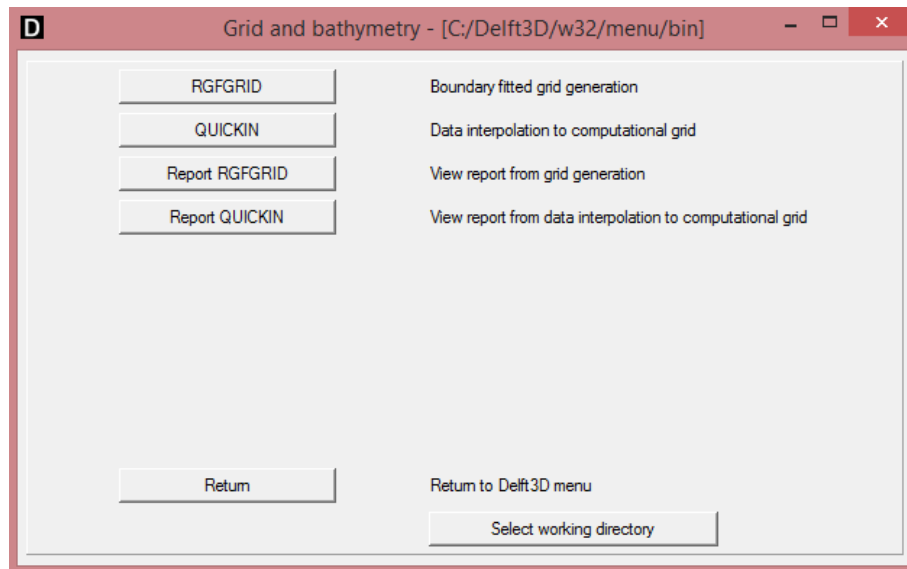 D Grid and bathymetry - [C:/Delft3D/w32/menu/bin]
RGFGRID Boundary fitted grid generation
QUICKIN Data interpolation to computational grid
Report RGFGRID View report from grid generation
Report QUICKIN View report from data interpolation to computational grid
Return Return to Delft3D menu
Select working directory